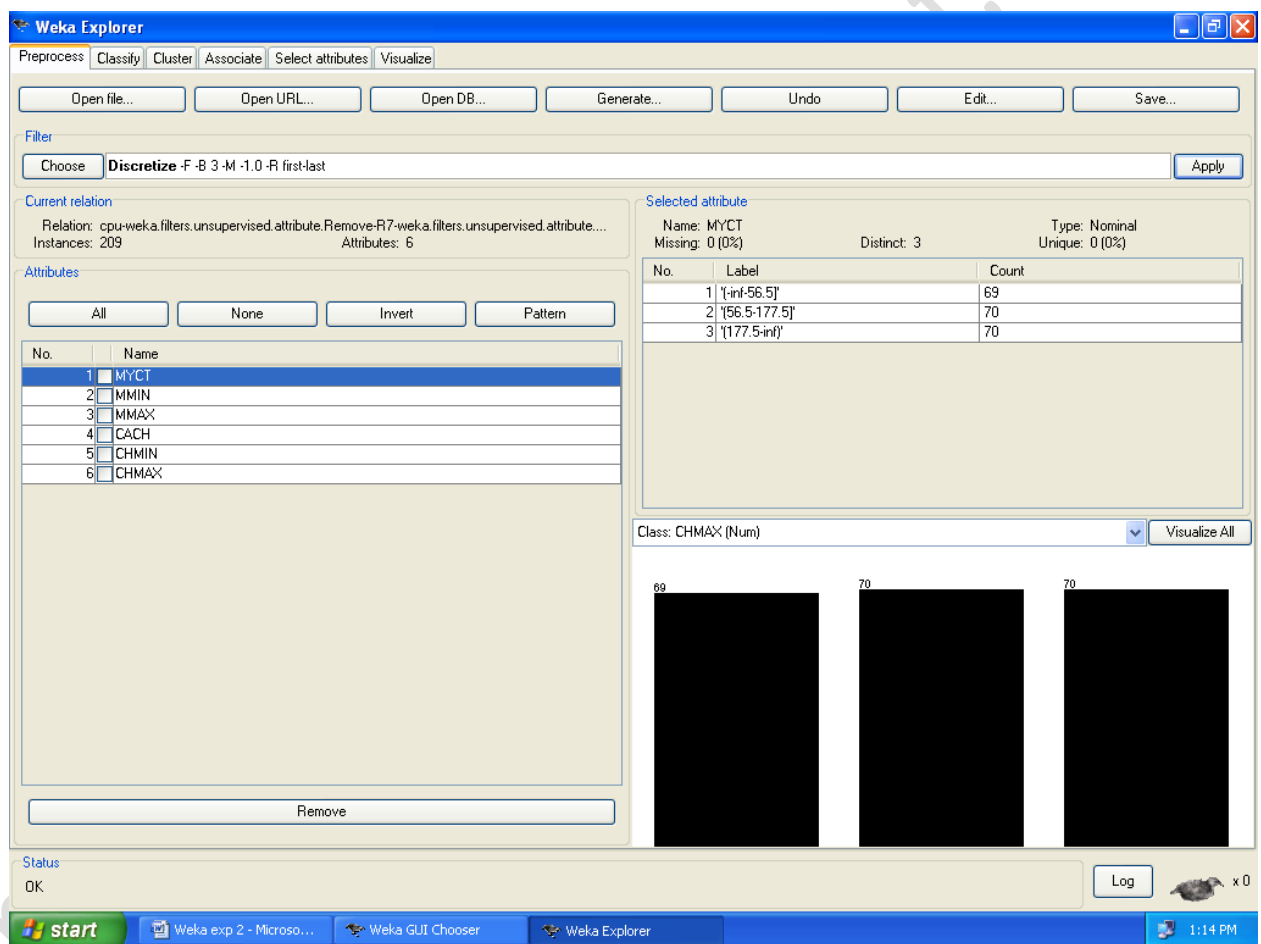 Weka Explorer
Preprocess Classify Cluster Associate Select attributes Visualize
Open file... Open URL... Open DB... Generate... Undo Edit... Save...
Filter
Choose Discretize -F -B 3 -M -1.0 -R first-last Apply
Current relation
Relation: cpu-weka.filters.unsupervised.attribute.Remove-R7-weka.filters.unsupervised.attribute....
Instances: 209 Attributes: 6
Attributes
All None Invert Pattern
No. Name
1 MYCT
2 MMIN
3 MMAX
4 CACH
5 CHMIN
6 CHMAX
Remove
Selected attribute
Name: MYCT Type: Nominal
Missing: 0 (0%) Distinct: 3 Unique: 0 (0%)
No. Label Count
1 '(-inf-56.5]' 69
2 '(56.5-177.5]' 70
3 '(177.5-inf)' 70
Class: CHMAX (Num) Visualize All
69 70 70
Status
OK
Log x 0
start Weka exp 2 - Microso... Weka GUI Chooser Weka Explorer 1:14 PM